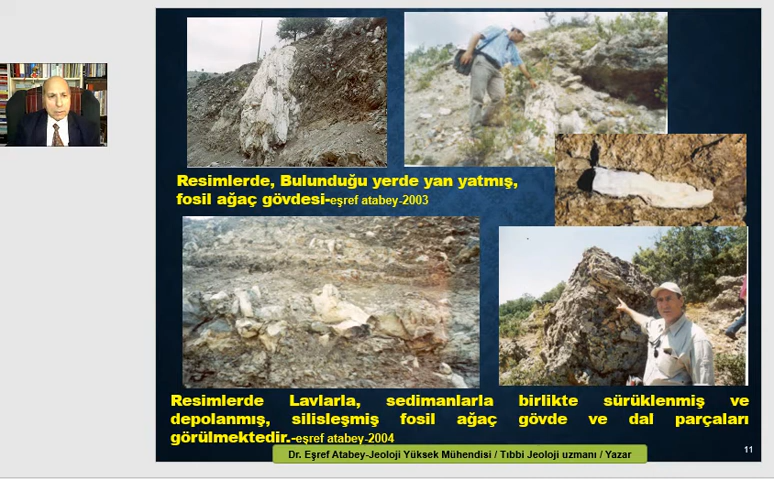 Resimlerde, Bulunduğu yerde yan yatmış,
fosil ağaç gövdesi-eşref atabey-2003
Resimlerde Lavlarla, sedimanlarla birlikte sürüklenmiş ve
depolanmış, silisleşmiş fosil ağaç gövde ve dal parçaları
görülmektedir.-eşref atabey-2004
11
Dr. Eşref Atabey-Jeoloji Yüksek Mühendisi / Tıbbi Jeoloji uzmanı / Yazar